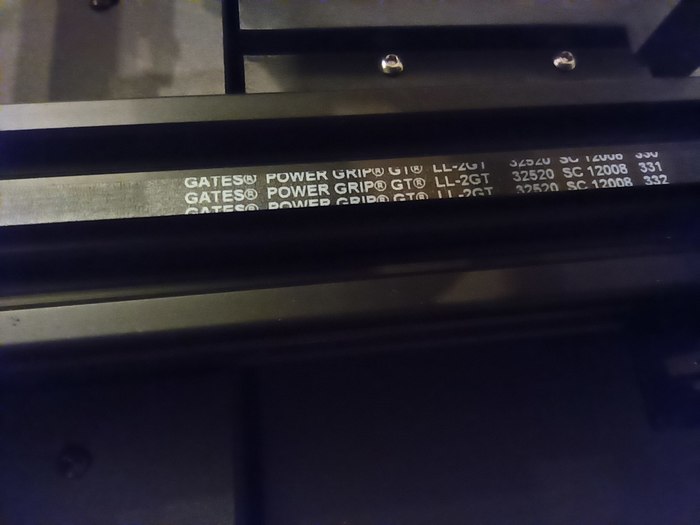 GATES® POWER GRIP® GT® LL-2GT 32520 SC 12008 330
GATES® POWER GRIP® GT® LL-2GT 32520 SC 12008 331
GATES® POWER GRIP® GT® LL-2GT 32520 SC 12008 332